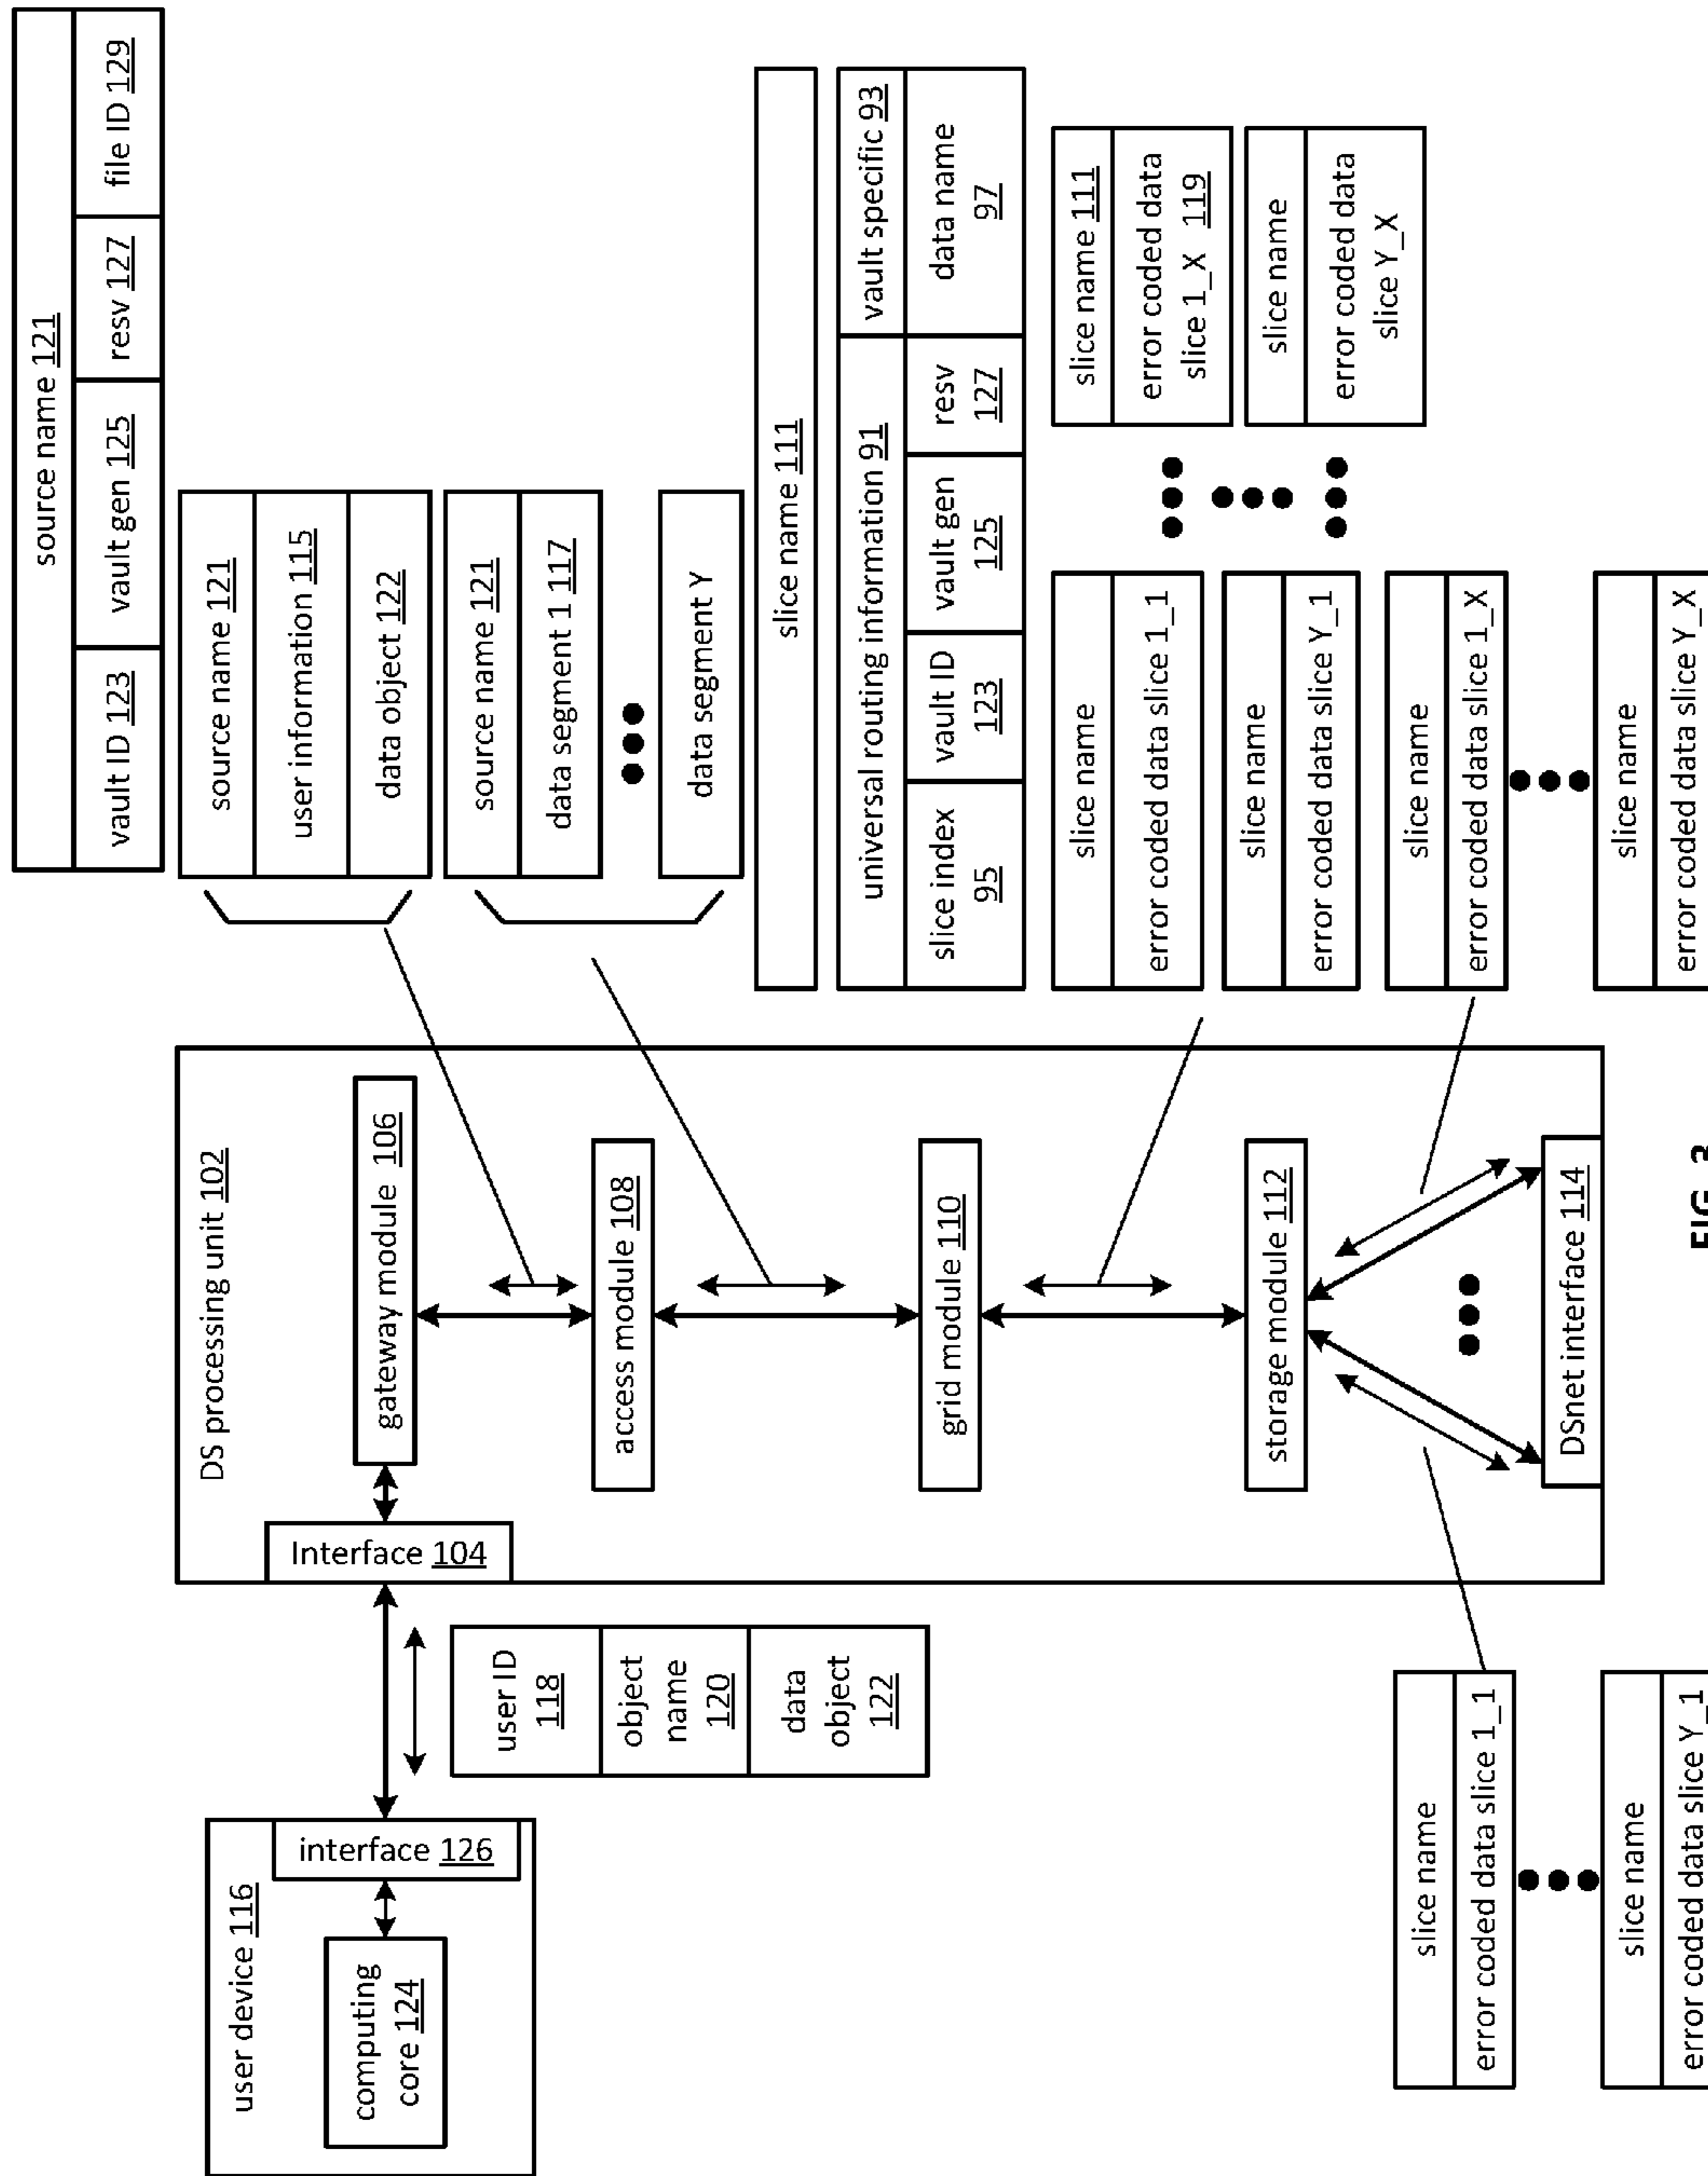 user device 116
computing
core 124
interface 126
user ID
118
object
name
120
data
object
122
DS processing unit 102
Interface 104
gateway module 106
access module 108
grid module 110
storage module 112
DSnet interface 114
source name 121
vault ID 123
vault gen 125
resv 127
file ID 129
source name 121
user information 115
data object 122
source name 121
data segment 1 117
data segment Y
slice name 111
universal routing information 91
vault specific 93
slice index
95
vault ID
123
vault gen
125
resv
127
data name
97
slice name
error coded data slice 1_1
slice name
error coded data slice Y_1
slice name 111
error coded data
slice 1_X 119
slice name
error coded data
slice Y_X
slice name
error coded data slice 1_X
slice name
error coded data slice Y_X
slice name
error coded data slice 1_1
slice name
error coded data slice Y_1
FIG. 3